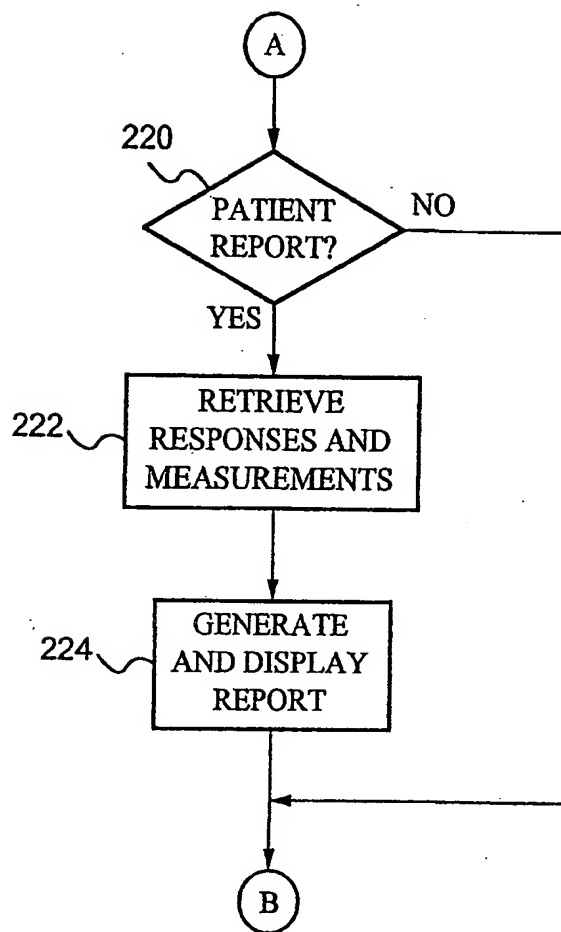 A
220
PATIENT
REPORT?
NO
YES
222
RETRIEVE
RESPONSES AND
MEASUREMENTS
224
GENERATE
AND DISPLAY
REPORT
B